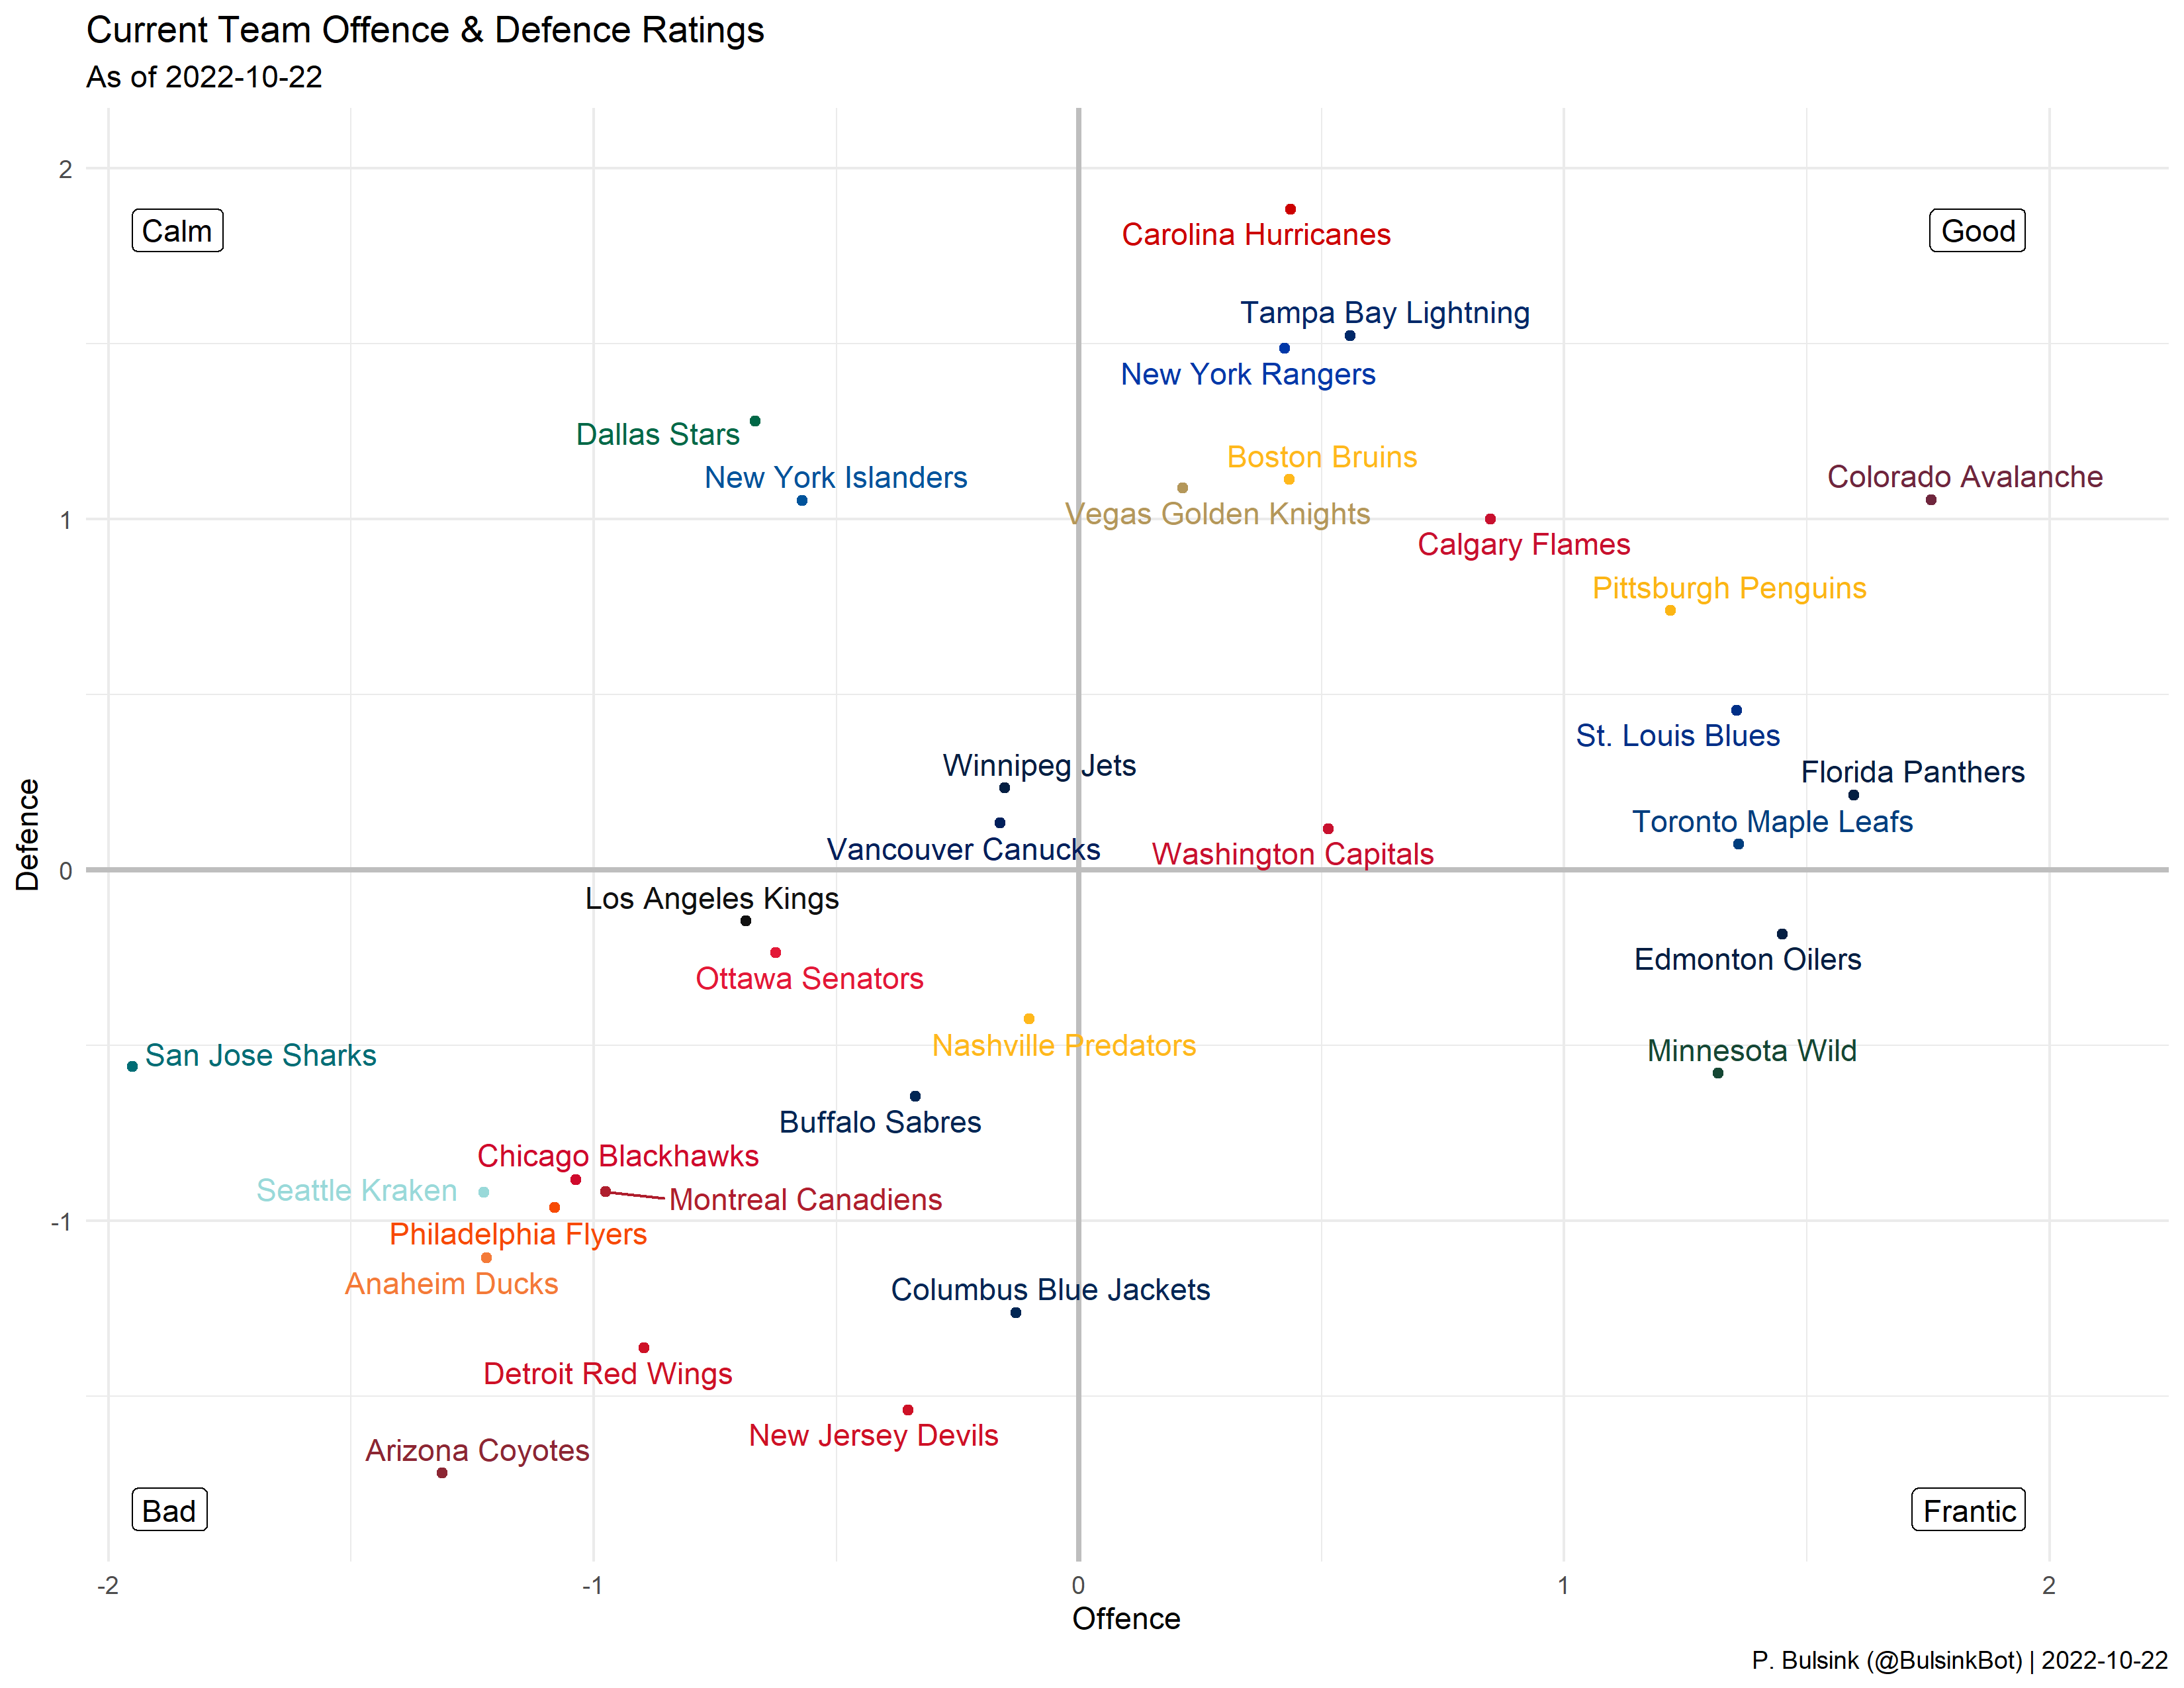 Current Team Offence & Defence Ratings
As of 2022-10-22
2
Calm
Good
Carolina Hurricanes
Tampa Bay Lightning
New York Rangers
Dallas Stars
Boston Bruins
New York Islanders
Colorado Avalanche
Vegas Golden Knights
1
Calgary Flames
Pittsburgh Penguins
St. Louis Blues
Winnipeg Jets
Florida Panthers
Toronto Maple Leafs
Vancouver Canucks
Washington Capitals
Defence
0
Los Angeles Kings
Edmonton Oilers
Ottawa Senators
Nashville Predators
Minnesota Wild
San Jose Sharks
Buffalo Sabres
Chicago Blackhawks
Seattle Kraken
Montreal Canadiens
-1
Philadelphia Flyers
Anaheim Ducks
Columbus Blue Jackets
Detroit Red Wings
New Jersey Devils
Arizona Coyotes
Bad
Frantic
-2
-1
0
1
2
Offence
P. Bulsink (@BulsinkBot) | 2022-10-22